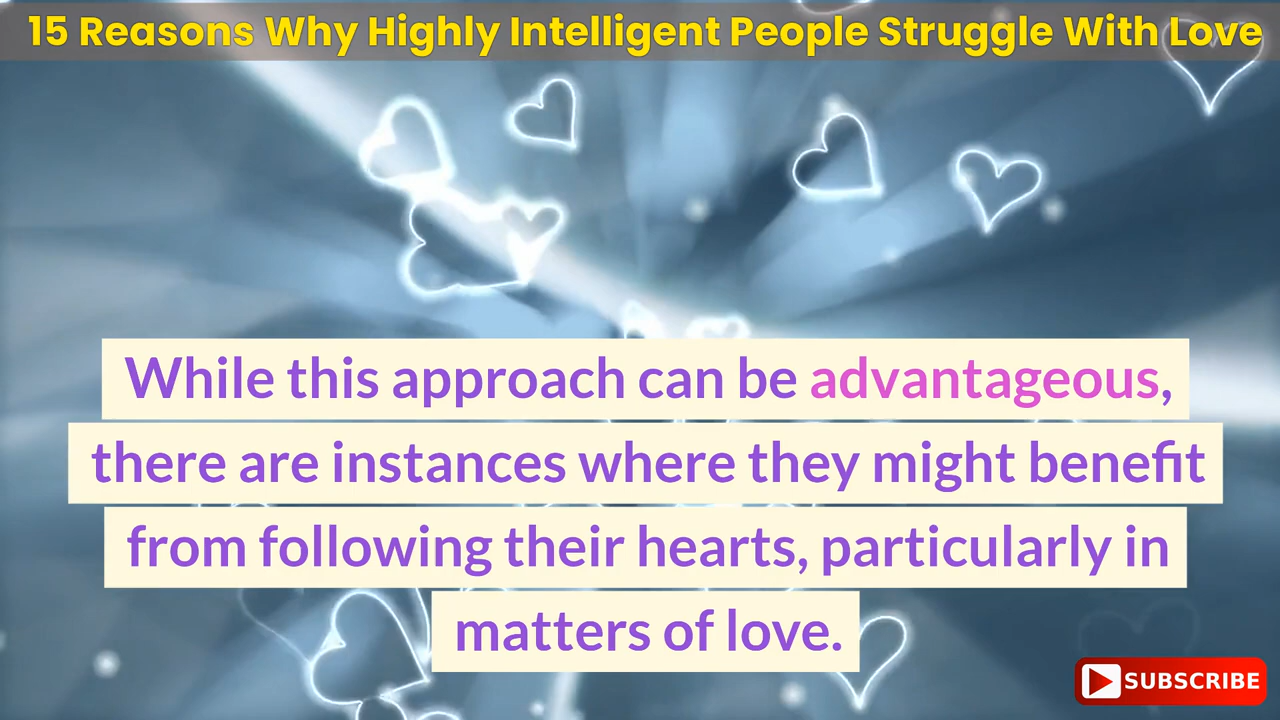 15 Reasons Why Highly Intelligent People Struggle With Love
While this approach can be advantageous,
there are instances where they might benefit
from following their hearts, particularly in
matters of love.
SUBSCRIBE